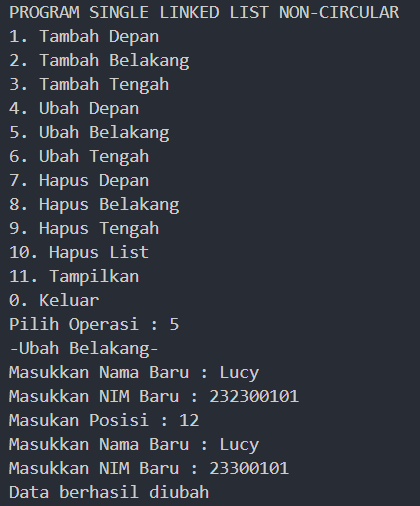 PROGRAM SINGLE LINKED LIST NON-CIRCULAR
1. Tambah Depan
2. Tambah Belakang
3. Tambah Tengah
4. Ubah Depan
5. Ubah Belakang
6. Ubah Tengah
7. Hapus Depan
8. Hapus Belakang
9. Hapus Tengah
10. Hapus List
11. Tampilkan
0. Keluar
Pilih Operasi : 5
-Ubah Belakang-
Masukkan Nama Baru : Lucy
Masukkan NIM Baru : 232300101
Masukan Posisi : 12
Masukkan Nama Baru : Lucy
Masukkan NIM Baru : 23300101
Data berhasil diubah